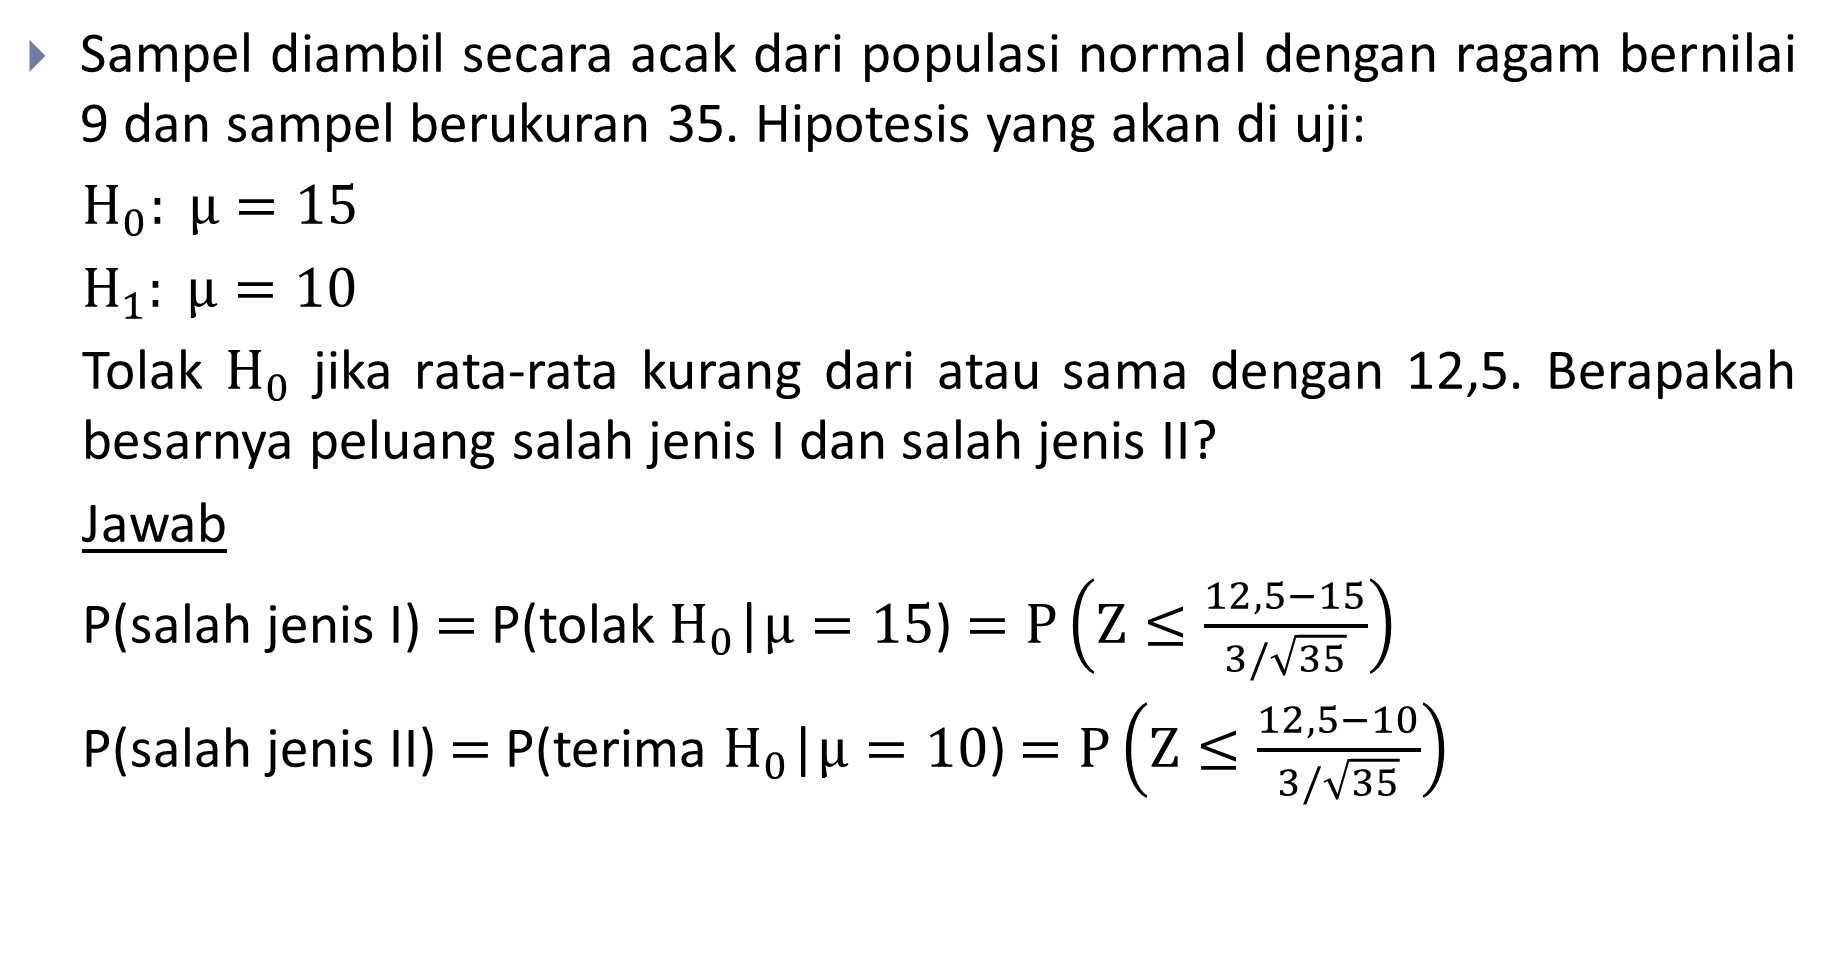 Sampel diambil secara acak dari populasi normal dengan ragam bernilai
9 dan sampel berukuran 35. Hipotesis yang akan di uji:
H₀: μ = 15
H₁: μ = 10
Tolak H₀ jika rata-rata kurang dari atau sama dengan 12,5. Berapakah
besarnya peluang salah jenis I dan salah jenis II?
Jawab
P(salah jenis I) = P(tolak H₀|μ = 15) = P(Z ≤ (12,5−15)/(3/√35))
P(salah jenis II) = P(terima H₀|μ = 10) = P(Z ≤ (12,5−10)/(3/√35))